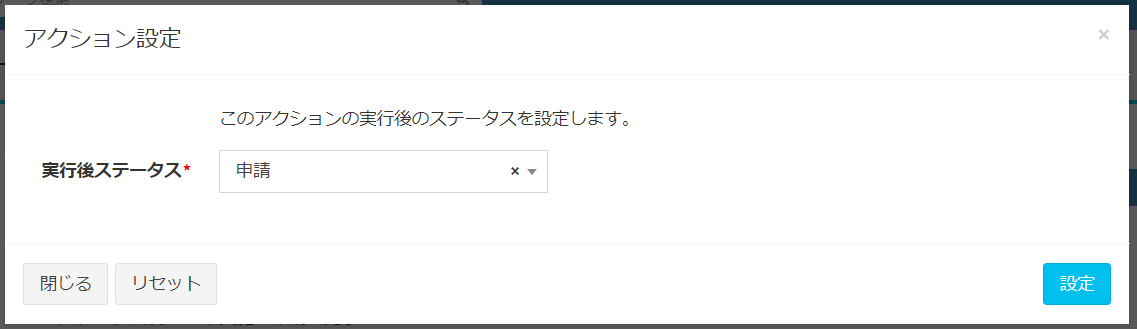 アクション設定
×
このアクションの実行後のステータスを設定します。
実行後ステータス*
申請 ×
閉じる リセット 設定